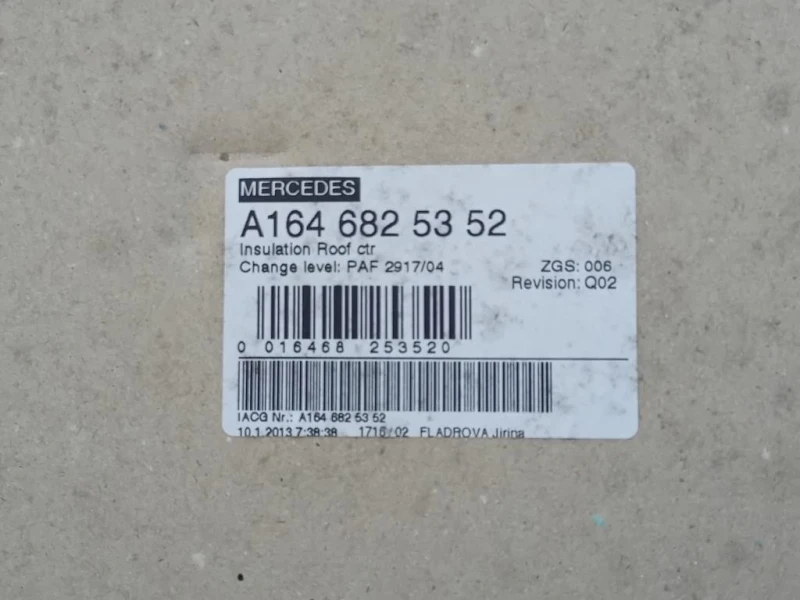 MERCEDES
A164 682 53 52
Insulation Roof ctr
Change level: PAF 2917/04 ZGS: 006
Revision: Q02
0 016468 253520
IACG Nr.: A164 682 53 52
10.1.2013 7:38:38 1716/02 FLADROVA Jirina